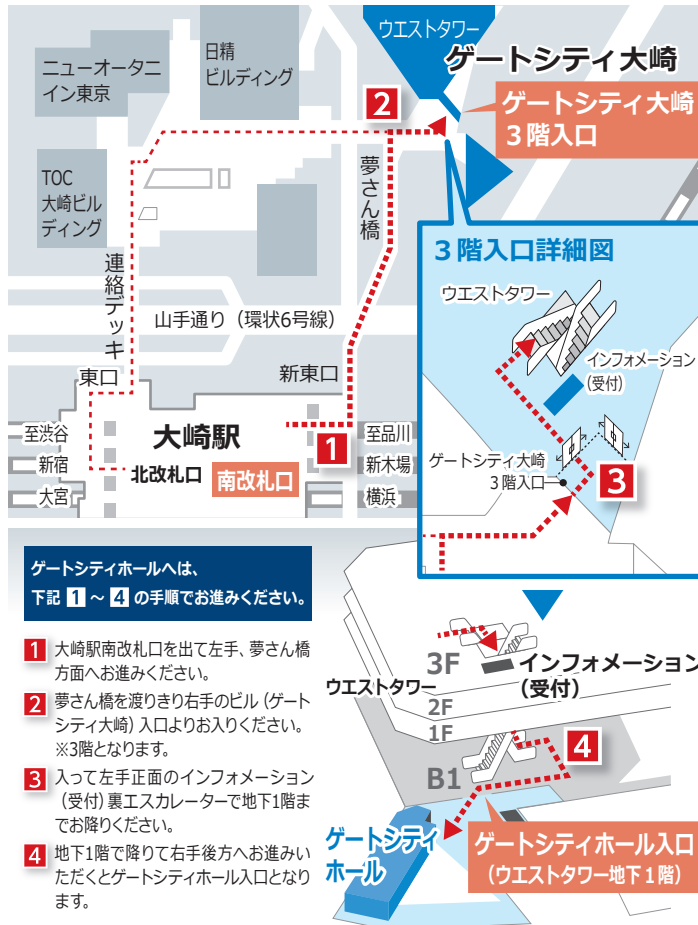 ウエストタワー
ゲートシティ大崎
ニューオータニ
イン東京
日精
ビルディング
2
ゲートシティ大崎
3階入口
TOC
大崎ビル
ディング
夢さん橋
連絡デッキ
山手通り（環状6号線）
東口
新東口
大崎駅
1
至渋谷
新宿
大宮
北改札口
南改札口
至品川
新木場
横浜
3階入口詳細図
ウエストタワー
インフォメーション
(受付)
ゲートシティ大崎
3階入口
3
ゲートシティホールへは、
下記 1 ～ 4 の手順でお進みください。
1 大崎駅南改札口を出て左手、夢さん橋
方面へお進みください。
2 夢さん橋を渡りきり右手のビル（ゲート
シティ大崎）入口よりお入りください。
※3階となります。
3 入って左手正面のインフォメーション
（受付）裏エスカレーターで地下1階ま
でお降りください。
4 地下1階で降りて右手後方へお進みい
ただくとゲートシティホール入口となり
ます。
3F
インフォメーション
(受付)
ウエストタワー
2F
1F
4
B1
ゲートシティ
ホール
ゲートシティホール入口
（ウエストタワー地下1階）